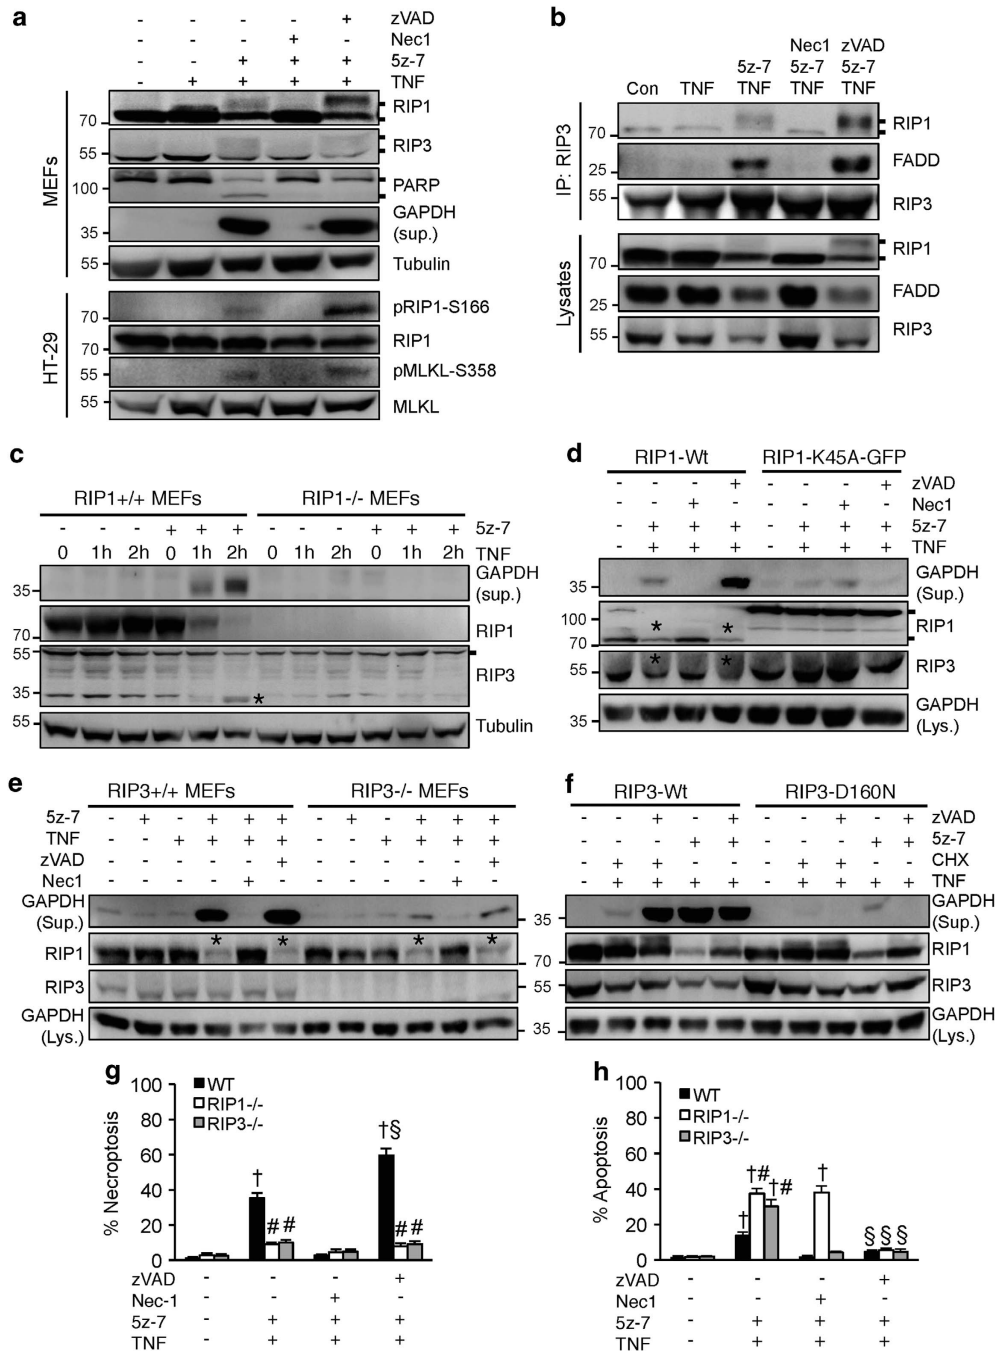 a
- - - - + zVAD
- - - + - Nec1
- - + + + 5z-7
- + + + + TNF
MEFs
70 RIP1
55 RIP3
100 PARP
35 GAPDH
(sup.)
55 Tubulin
HT-29
70 pRIP1-S166
70 RIP1
55 pMLKL-S358
55 MLKL
b
Nec1 zVAD
5z-7 5z-7 5z-7
Con TNF TNF TNF TNF
IP: RIP3
70 RIP1
25 FADD
55 RIP3
Lysates
70 RIP1
25 FADD
55 RIP3
c
RIP1+/+ MEFs RIP1-/- MEFs
- - - + + + - - - + + + 5z-7
0 1h 2h 0 1h 2h 0 1h 2h 0 1h 2h TNF
35 GAPDH
(sup.)
70 RIP1
55 RIP3
35 *
55 Tubulin
d
RIP1-Wt RIP1-K45A-GFP
- - - + - - - + zVAD
- - + - - - + - Nec1
- + + + - + + + 5z-7
- + + + - + + + TNF
35 GAPDH
(Sup.)
100 * * RIP1
70
55 * * RIP3
35 GAPDH
(Lys.)
e
RIP3+/+ MEFs RIP3-/- MEFs
5z-7 - + - + + + - + - + + +
TNF - - + + + + - - + + + +
zVAD - - - - - + - - - - - +
Nec1 - - - - + - - - - - + -
GAPDH
(Sup.) 35
RIP1 * * * * 70
RIP3 55
GAPDH
(Lys.) 35
f
RIP3-Wt RIP3-D160N
- - + - + - - + - + zVAD
- - - + + - - - + + 5z-7
- + + - - - + + - - CHX
- + + + + - + + + + TNF
GAPDH
(Sup.)
RIP1
RIP3
GAPDH
(Lys.)
g
% Necroptosis
100
80
60
40
20
0
WT
RIP1-/-
RIP3-/-
† # # †§ # #
- - - + zVAD
- - + - Nec-1
- + + + 5z-7
- + + + TNF
h
% Apoptosis
100
80
60
40
20
0
WT
RIP1-/-
RIP3-/-
† †# †# † § § §
- - - + zVAD
- - + - Nec1
- + + + 5z-7
- + + + TNF